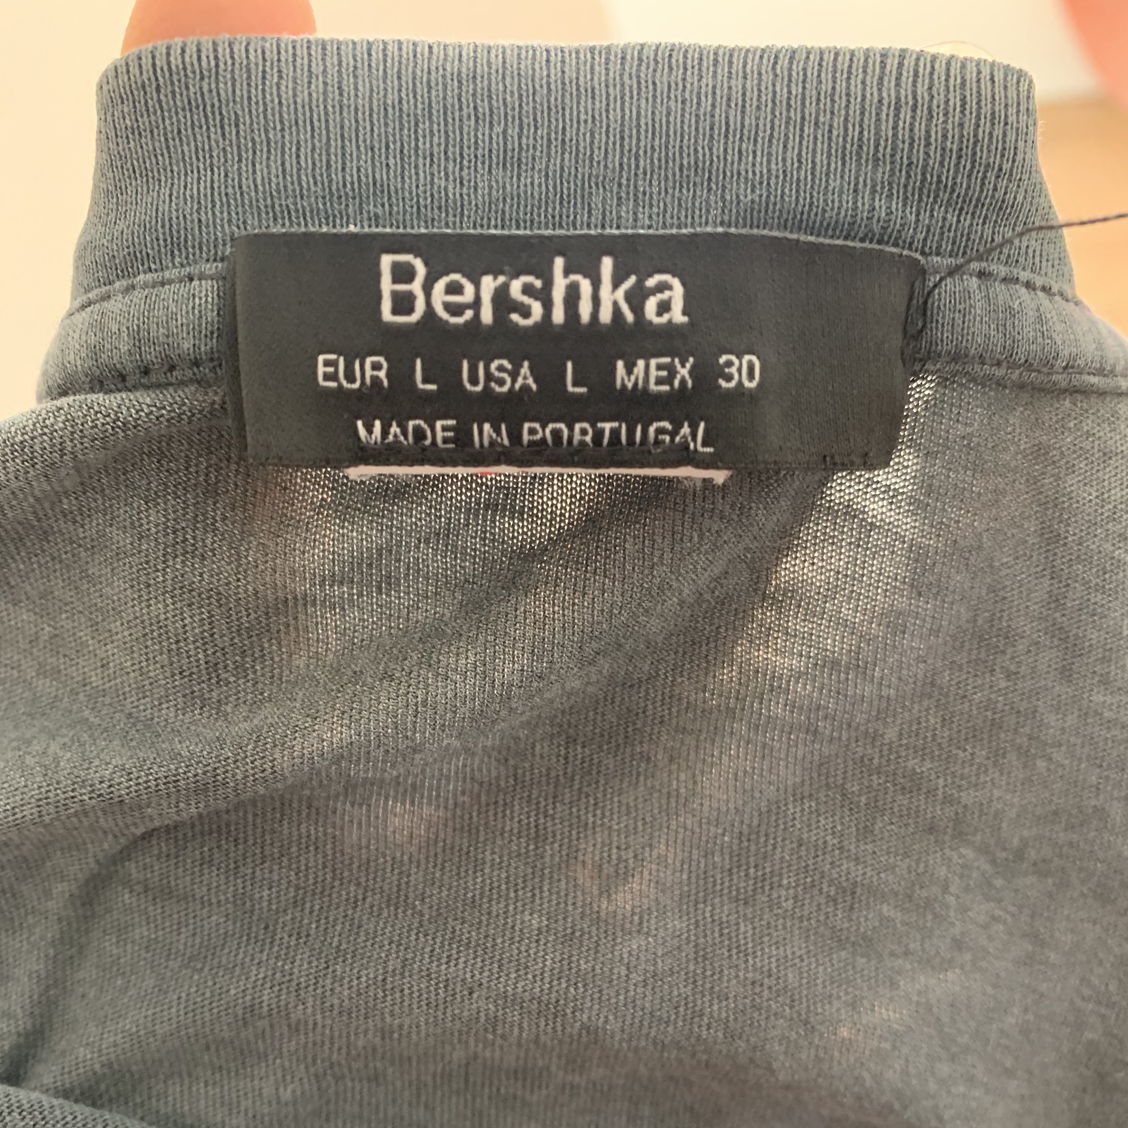 Bershka
EUR L USA L MEX 30
MADE IN PORTUGAL